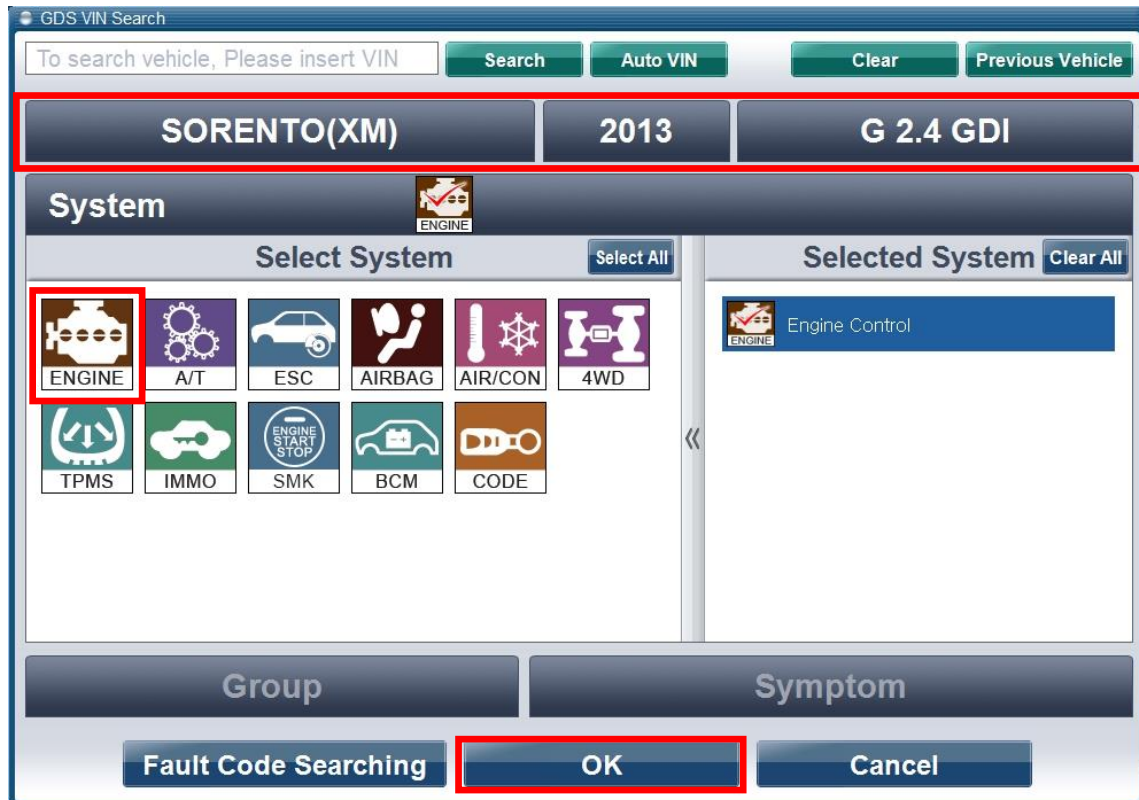 GDS VIN Search
To search vehicle, Please insert VIN Search Auto VIN Clear Previous Vehicle
SORENTO(XM) 2013 G 2.4 GDI
System ENGINE
Select System Select All Selected System Clear All
ENGINE Engine Control
ENGINE A/T ESC AIRBAG AIR/CON 4WD
ENGINE START STOP
TPMS IMMO SMK BCM CODE
Group Symptom
Fault Code Searching OK Cancel